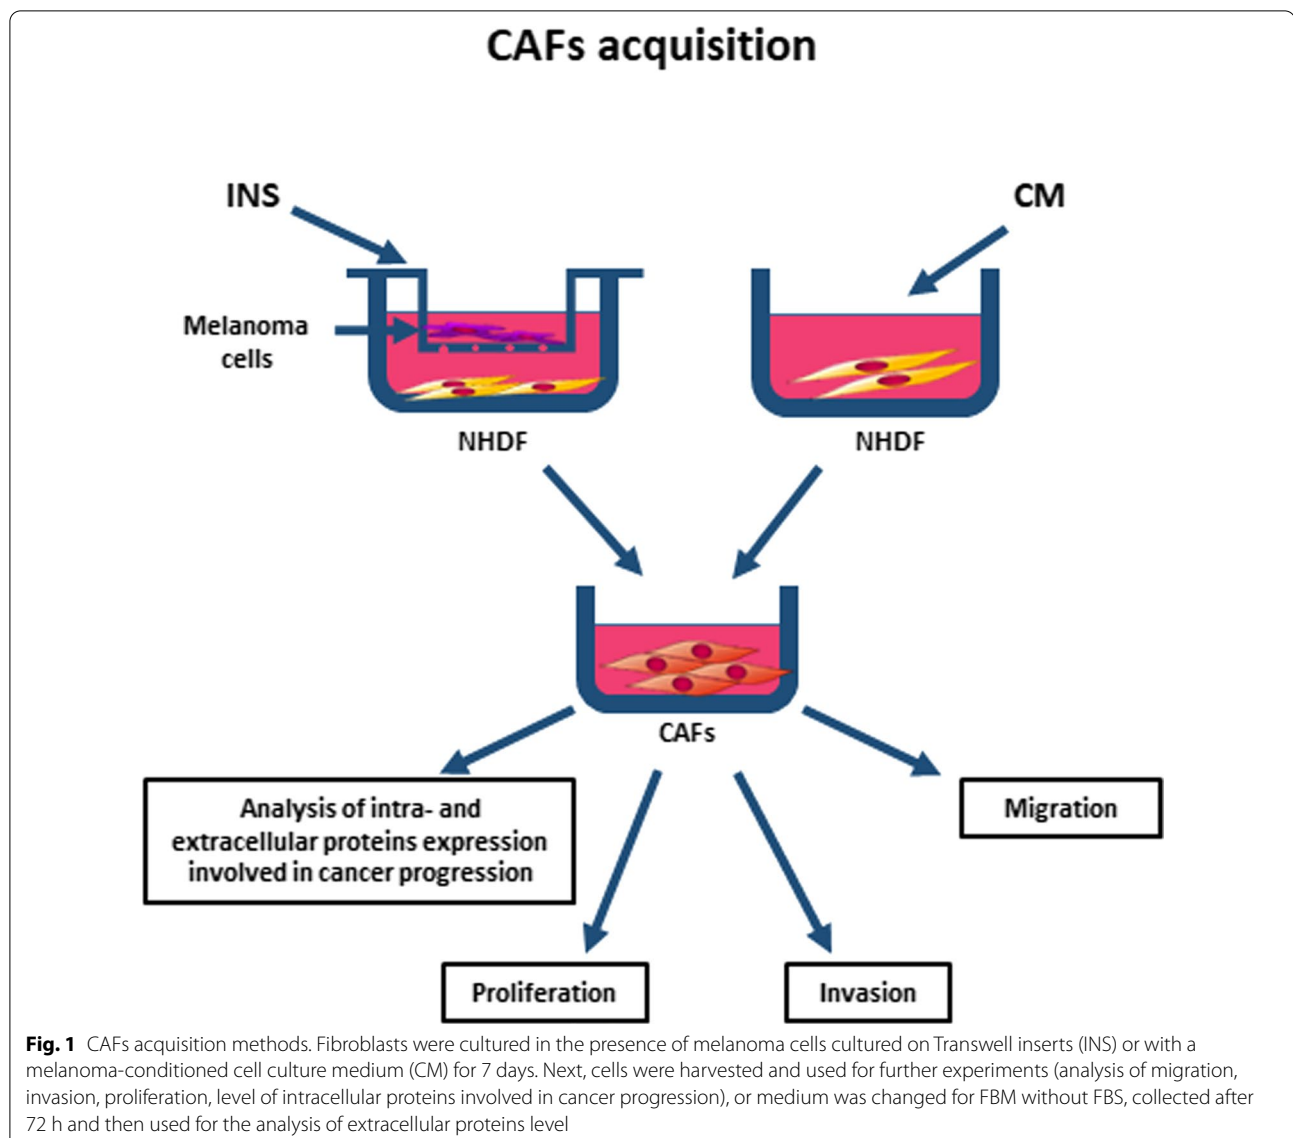 CAFs acquisition
INS
CM
Melanoma
cells
NHDF
NHDF
CAFs
Analysis of intra- and
extracellular proteins expression
involved in cancer progression
Migration
Proliferation
Invasion
Fig. 1 CAFs acquisition methods. Fibroblasts were cultured in the presence of melanoma cells cultured on Transwell inserts (INS) or with a
melanoma-conditioned cell culture medium (CM) for 7 days. Next, cells were harvested and used for further experiments (analysis of migration,
invasion, proliferation, level of intracellular proteins involved in cancer progression), or medium was changed for FBM without FBS, collected after
72 h and then used for the analysis of extracellular proteins level